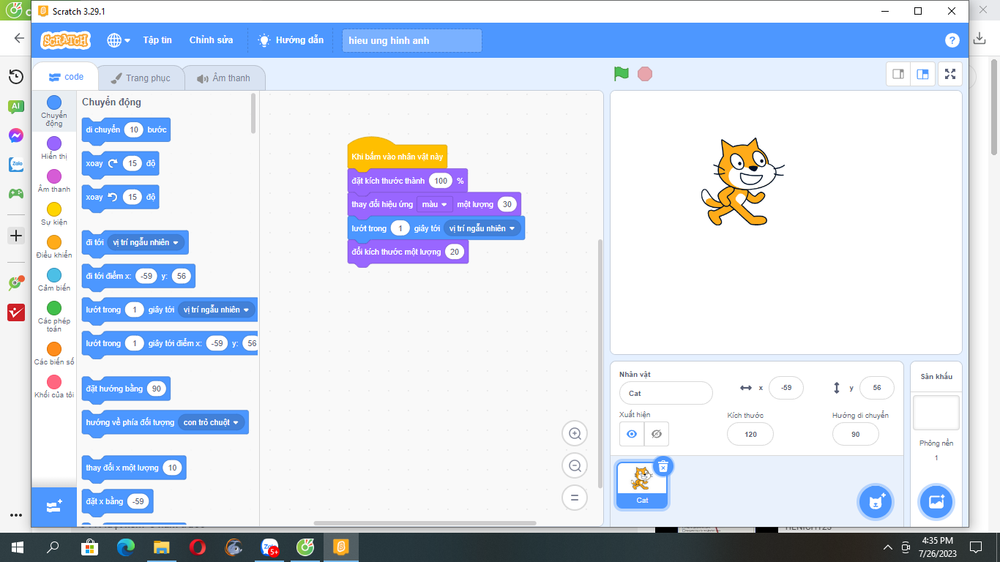 Scratch 3.29.1
SCRATCH
Tập tin
Chỉnh sửa
Hướng dẫn
hieu ung hinh anh
?
code
Trang phục
Âm thanh
AI
Zalo
Chuyển động
Hiển thị
Âm thanh
Sự kiện
Điều khiển
Cảm biến
Các phép toán
Các biến số
Khối của tôi
Chuyển động
di chuyển 10 bước
xoay 15 độ
xoay 15 độ
đi tới vị trí ngẫu nhiên
đi tới điểm x: -59 y: 56
lướt trong 1 giây tới vị trí ngẫu nhiên
lướt trong 1 giây tới điểm x: -59 y: 56
đặt hướng bằng 90
hướng về phía đối tượng con trỏ chuột
thay đổi x một lượng 10
đặt x bằng -59
Khi bấm vào nhân vật này
đặt kích thước thành 100 %
thay đổi hiệu ứng màu một lượng 30
lướt trong 1 giây tới vị trí ngẫu nhiên
đổi kích thước một lượng 20
Nhân vật
Cat
x -59
y 56
Xuất hiện
Kích thước
120
Hướng di chuyển
90
Cat
Sân khấu
Phông nền
1
Zalo
5+
4:35 PM
7/26/2023